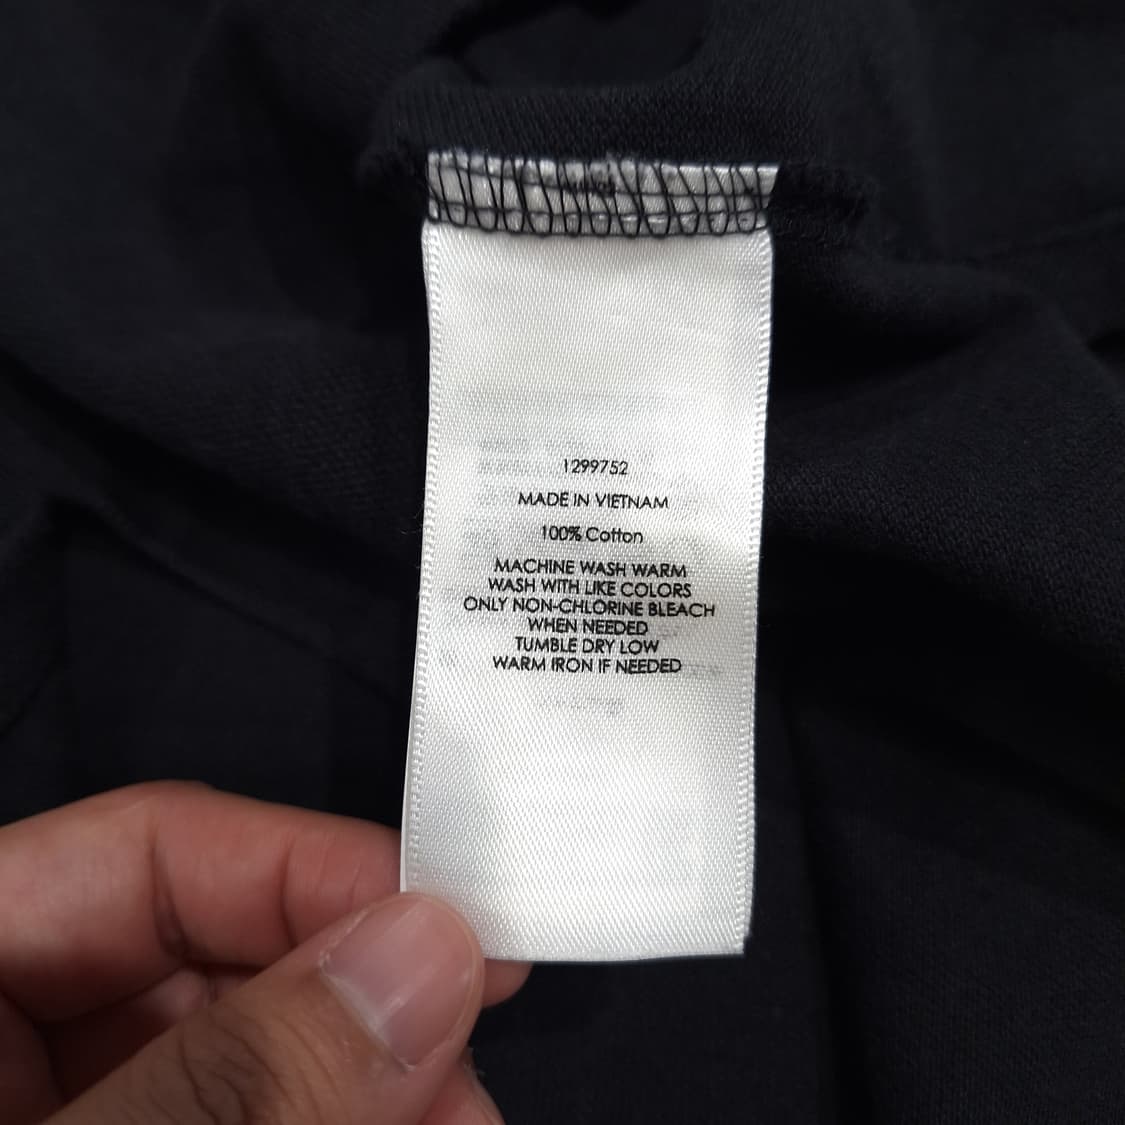 1299752
MADE IN VIETNAM
100% Cotton
MACHINE WASH WARM
WASH WITH LIKE COLORS
ONLY NON-CHLORINE BLEACH
WHEN NEEDED
TUMBLE DRY LOW
WARM IRON IF NEEDED